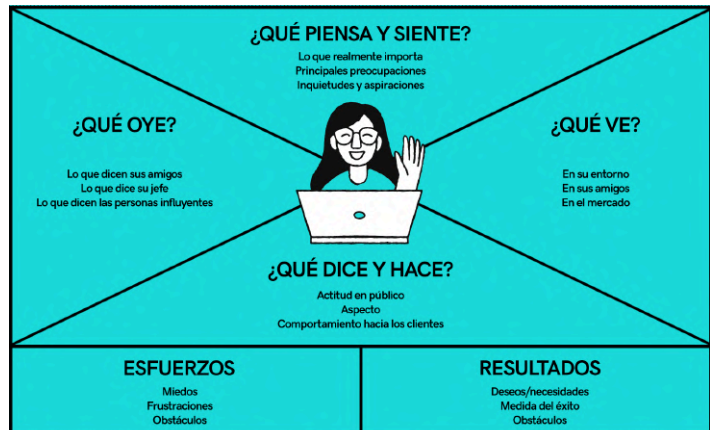 ¿QUÉ PIENSA Y SIENTE?
Lo que realmente importa
Principales preocupaciones
Inquietudes y aspiraciones
¿QUÉ OYE?
Lo que dicen sus amigos
Lo que dice su jefe
Lo que dicen las personas influyentes
¿QUÉ VE?
En su entorno
En sus amigos
En el mercado
¿QUÉ DICE Y HACE?
Actitud en público
Aspecto
Comportamiento hacia los clientes
ESFUERZOS
Miedos
Frustraciones
Obstáculos
RESULTADOS
Deseos/necesidades
Medida del éxito
Obstáculos